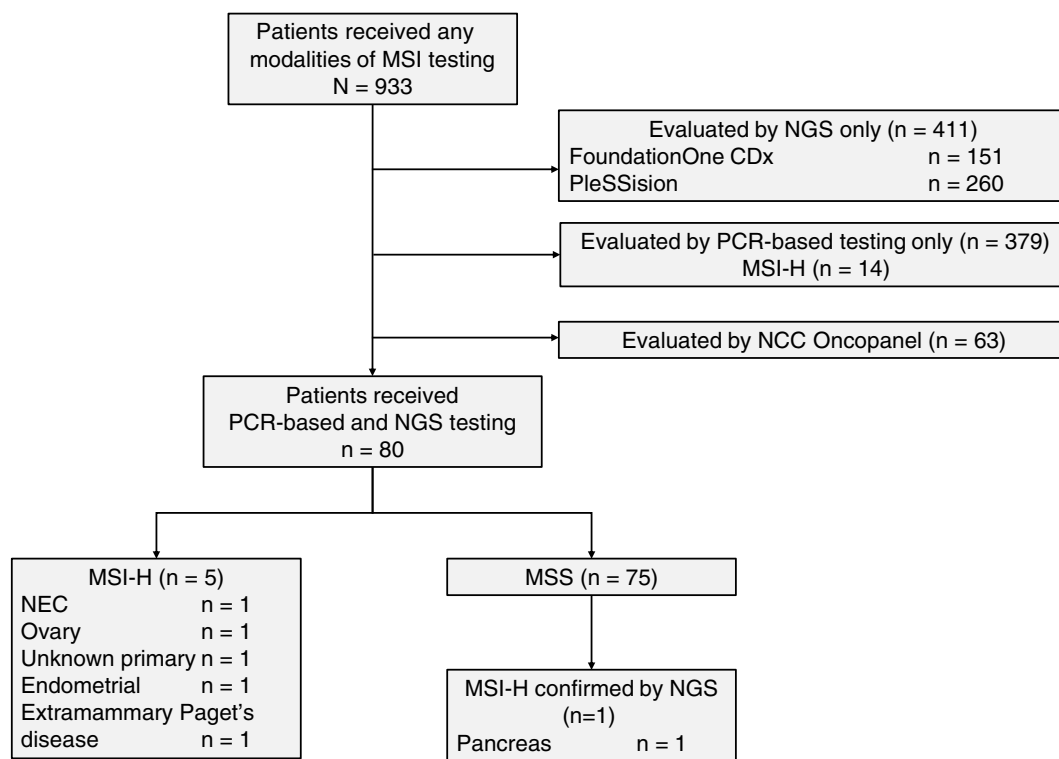 Patients received any
modalities of MSI testing
N = 933
Evaluated by NGS only (n = 411)
FoundationOne CDx n = 151
PleSSision n = 260
Evaluated by PCR-based testing only (n = 379)
MSI-H (n = 14)
Evaluated by NCC Oncopanel (n = 63)
Patients received
PCR-based and NGS testing
n = 80
MSI-H (n = 5)
NEC n = 1
Ovary n = 1
Unknown primary n = 1
Endometrial n = 1
Extramammary Paget’s
disease n = 1
MSS (n = 75)
MSI-H confirmed by NGS
(n=1)
Pancreas n = 1